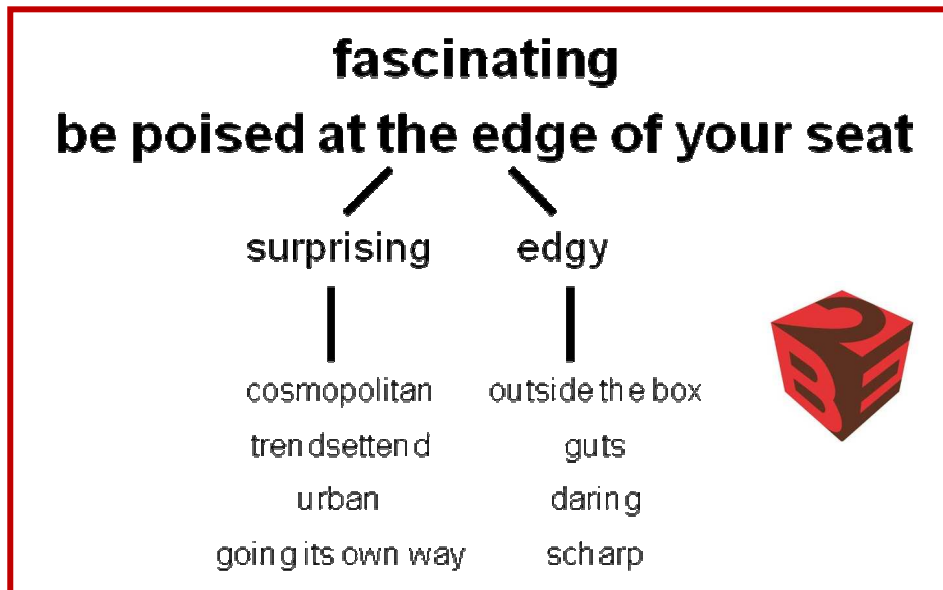 fascinating
be poised at the edge of your seat
surprising edgy
cosmopolitan outside the box
trendsettend guts
urban daring
going its own way scharp
BE2